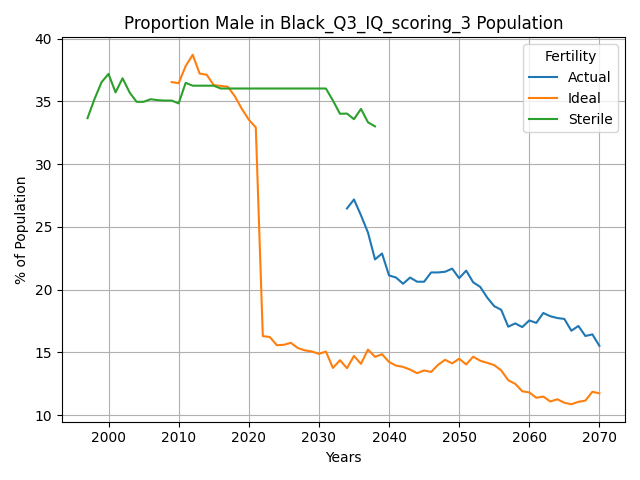 Proportion Male in Black_Q3_IQ_scoring_3 Population
40
35
30
25
20
15
10
% of Population
Fertility
Actual
Ideal
Sterile
2000
2010
2020
2030
2040
2050
2060
2070
Years